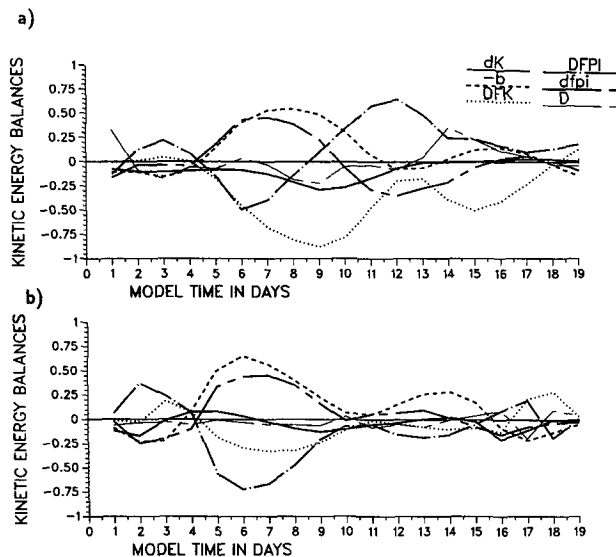 a)
dK DFPI
-b dfpi
DFK D
KINETIC ENERGY BALANCES
1
0.75
0.50
0.25
0
-0.25
-0.50
-0.75
-1
0 1 2 3 4 5 6 7 8 9 10 11 12 13 14 15 16 17 18 19
MODEL TIME IN DAYS
b)
KINETIC ENERGY BALANCES
1
0.75
0.50
0.25
0
-0.25
-0.50
-0.75
-1
0 1 2 3 4 5 6 7 8 9 10 11 12 13 14 15 16 17 18 19
MODEL TIME IN DAYS